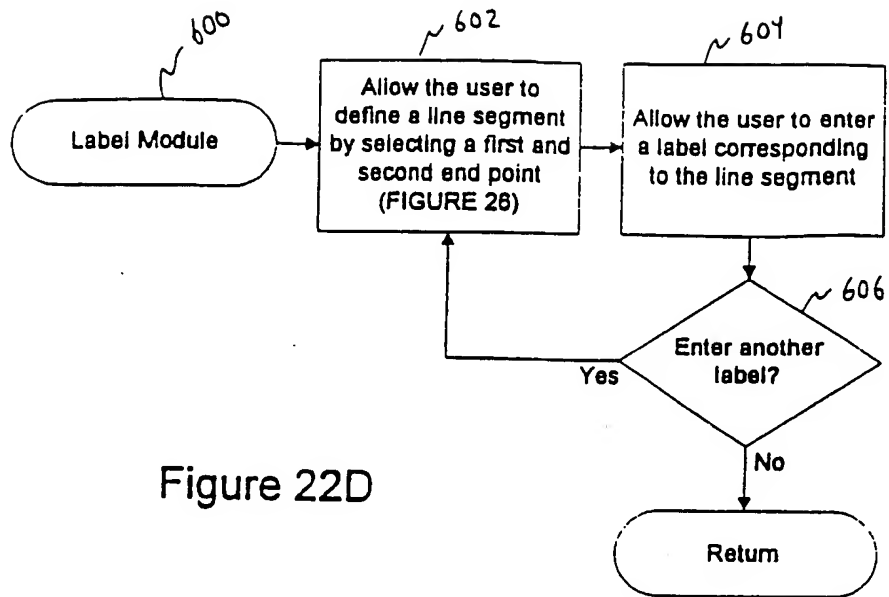 600
602
604
Label Module
Allow the user to
define a line segment
by selecting a first and
second end point
(FIGURE 26)
Allow the user to enter
a label corresponding
to the line segment
606
Enter another
label?
Yes
No
Figure 22D
Return